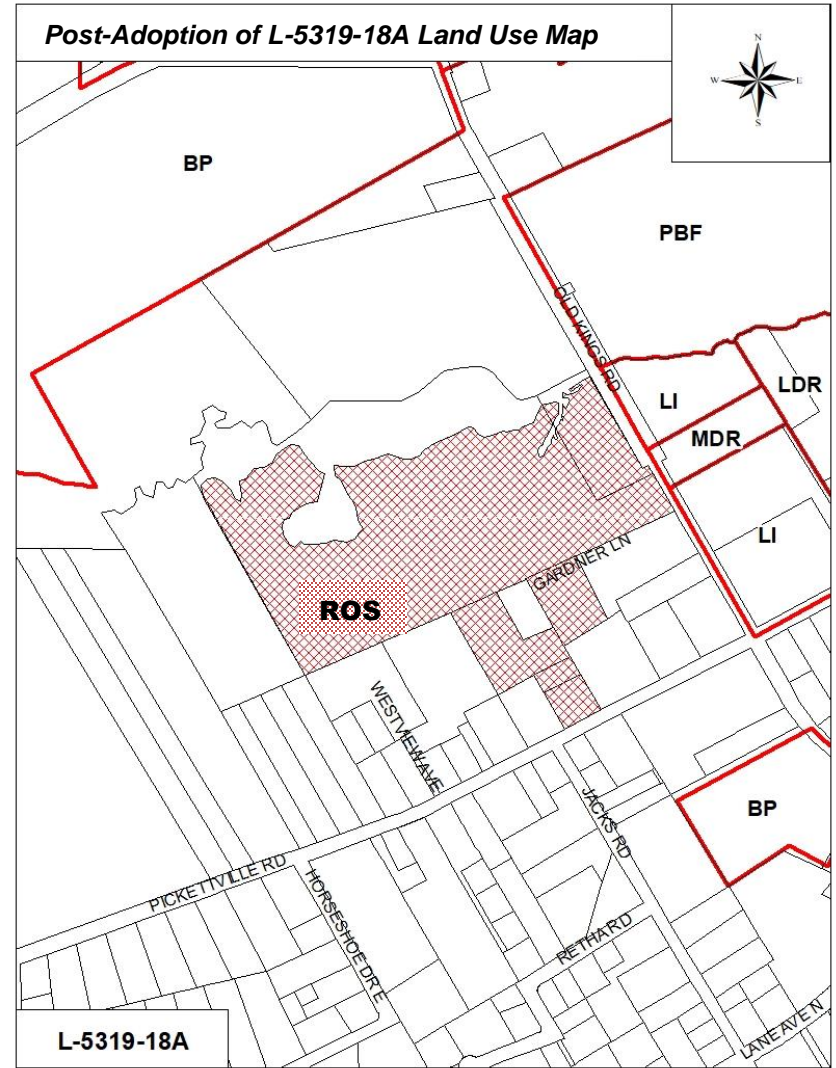 Post-Adoption of L-5319-18A Land Use Map
N
W
E
S
BP
PBF
OLD KINGS RD
LDR
LI
MDR
LI
GARDNER LN
ROS
WESTVIEW AVE
BP
JACKS RD
PICKETTVILLE RD
HORSESHOE DR E
RETHA RD
LANE AVE N
L-5319-18A